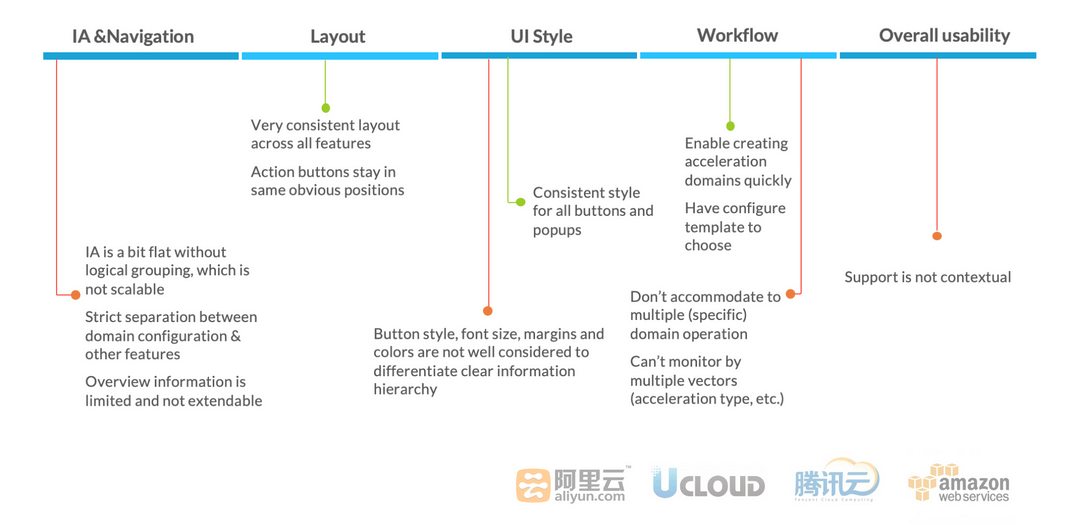 IA &Navigation
Layout
UI Style
Workflow
Overall usability
Very consistent layout
across all features
Action buttons stay in
same obvious positions
Enable creating
acceleration
domains quickly
Have configure
template to
choose
Consistent style
for all buttons and
popups
IA is a bit flat without
logical grouping, which is
not scalable
Strict separation between
domain configuration &
other features
Overview information is
limited and not extendable
Button style, font size, margins and
colors are not well considered to
differentiate clear information
hierarchy
Don't accommodate to
multiple (specific)
domain operation
Can't monitor by
multiple vectors
(acceleration type, etc.)
Support is not contextual
阿里云™
aliyun.com
UCLOUD
腾讯云
Tencent Cloud Computing
amazon
web services